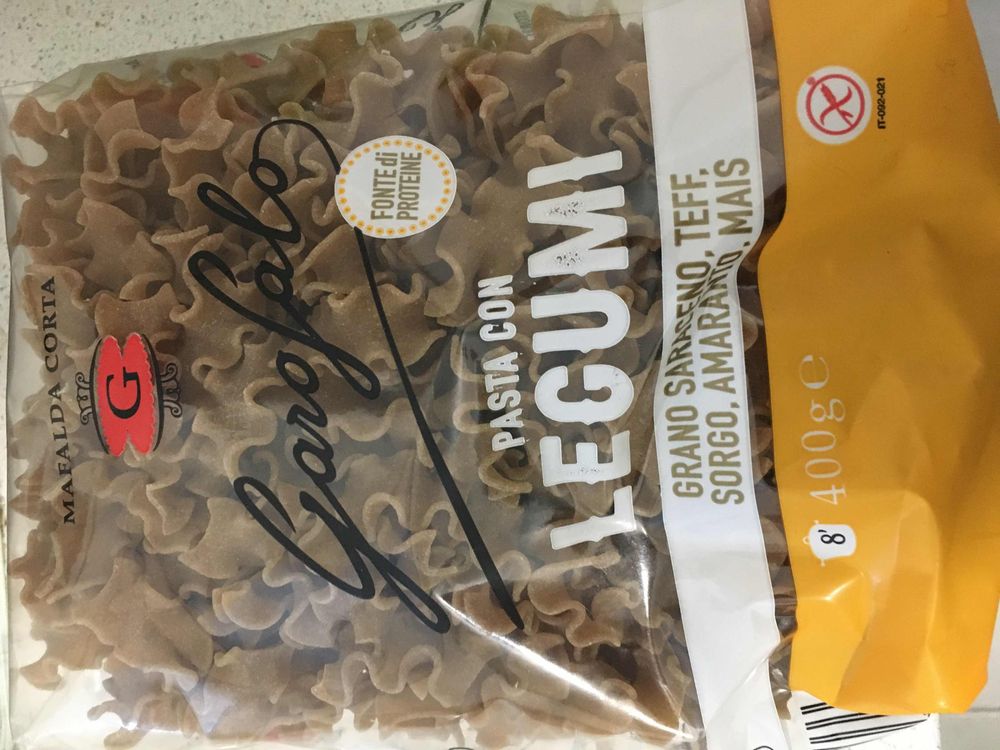 MAFALDA CORTA
G
Garofalo
FONTE di
PROTEINE
PASTA CON
LEGUMI
GRANO SARACENO, TEFF,
SORGO, AMARANTO, MAIS
8' 400g e
IT-092-021